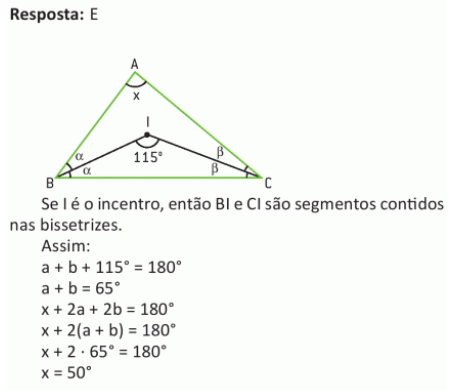 Resposta: E
A
x
I
α
β
115°
α
β
B
C
Se I é o incentro, então BI e CI são segmentos contidos
nas bissetrizes.
Assim:
a + b + 115° = 180°
a + b = 65°
x + 2a + 2b = 180°
x + 2(a + b) = 180°
x + 2 · 65° = 180°
x = 50°